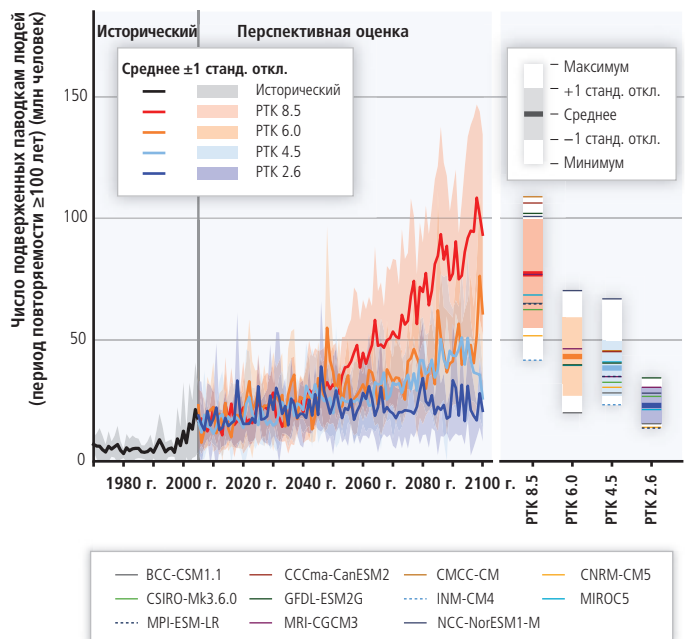 Число подверженных паводкам людей
(период повторяемости ≥100 лет) (млн человек)
150
100
50
0
Исторический
Перспективная оценка
Среднее ±1 станд. откл.
Исторический
РТК 8.5
РТК 6.0
РТК 4.5
РТК 2.6
1980 г. 2000 г. 2020 г. 2040 г. 2060 г. 2080 г. 2100 г.
Максимум
+1 станд. откл.
Среднее
−1 станд. откл.
Минимум
РТК 8.5
РТК 6.0
РТК 4.5
РТК 2.6
BCC-CSM1.1 CCCma-CanESM2 CMCC-CM CNRM-CM5
CSIRO-Mk3.6.0 GFDL-ESM2G INM-CM4 MIROC5
MPI-ESM-LR MRI-CGCM3 NCC-NorESM1-M